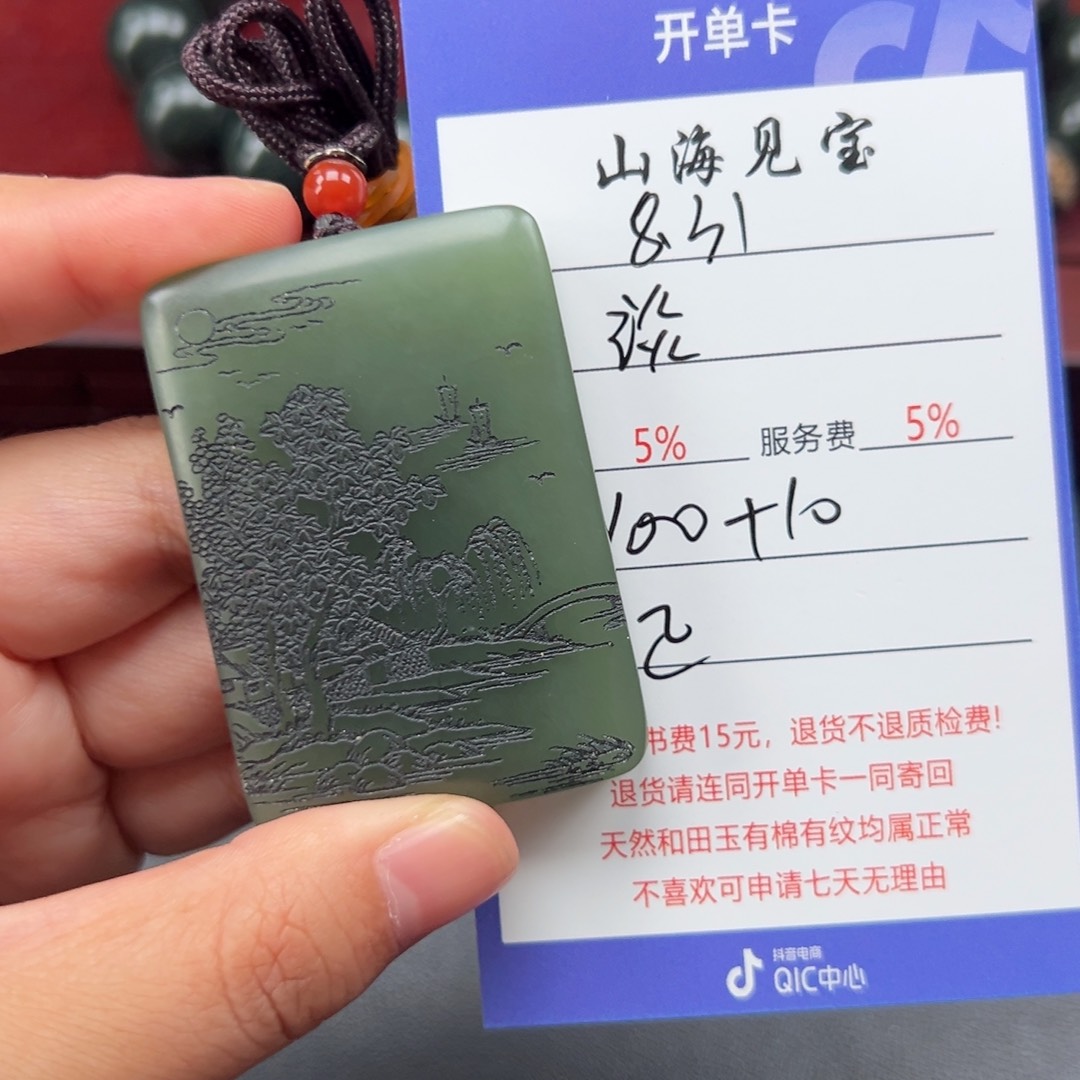 开单卡
山海见宝
831
5% 服务费 5%
100+10
书费15元，退货不退质检费！
退货请连同开单卡一同寄回
天然和田玉有棉有纹均属正常
不喜欢可申请七天无理由
抖音电商
QIC中心